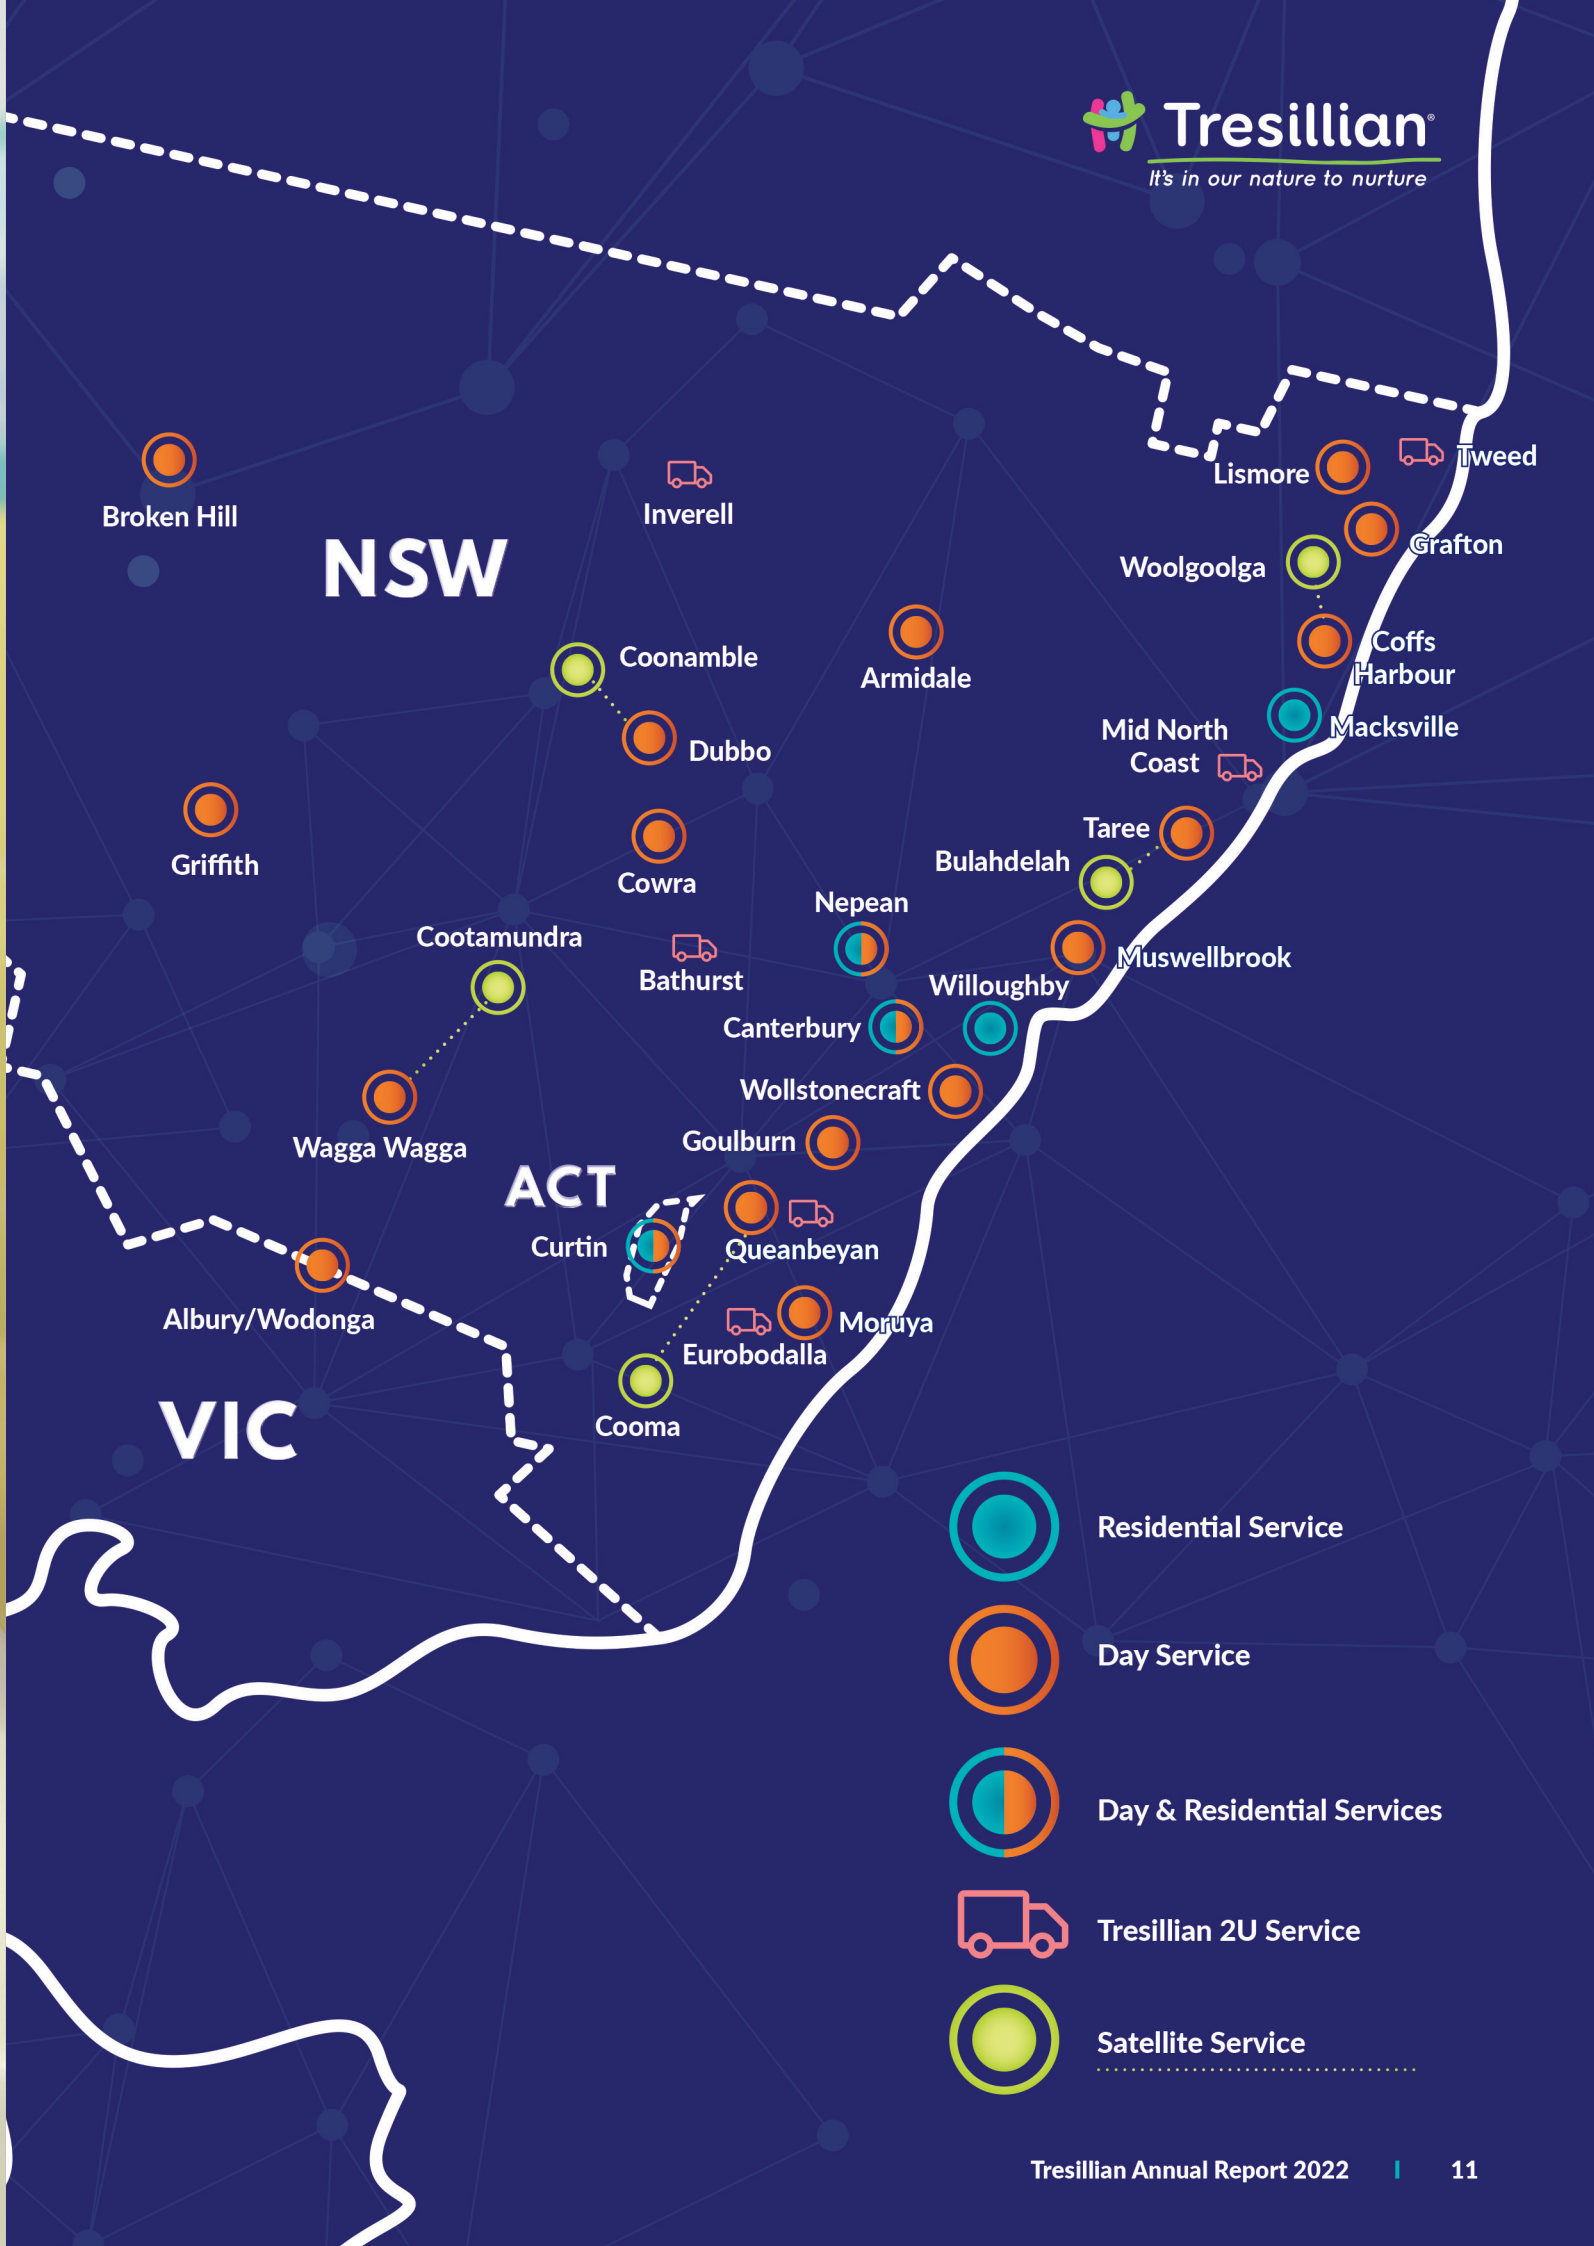 Tresillian®
It's in our nature to nurture
Tweed
Lismore
Broken Hill
Inverell
NSW
Grafton
Woolgoolga
Coffs
Harbour
Coonamble
Armidale
Macksville
Mid North
Coast
Dubbo
Taree
Griffith
Bulahdelah
Cowra
Nepean
Cootamundra
Muswellbrook
Bathurst
Willoughby
Canterbury
Wollstonecraft
Wagga Wagga
Goulburn
ACT
Curtin
Queanbeyan
Albury/Wodonga
Moruya
Eurobodalla
VIC
Cooma
Residential Service
Day Service
Day & Residential Services
Tresillian 2U Service
Satellite Service
Tresillian Annual Report 2022 | 11